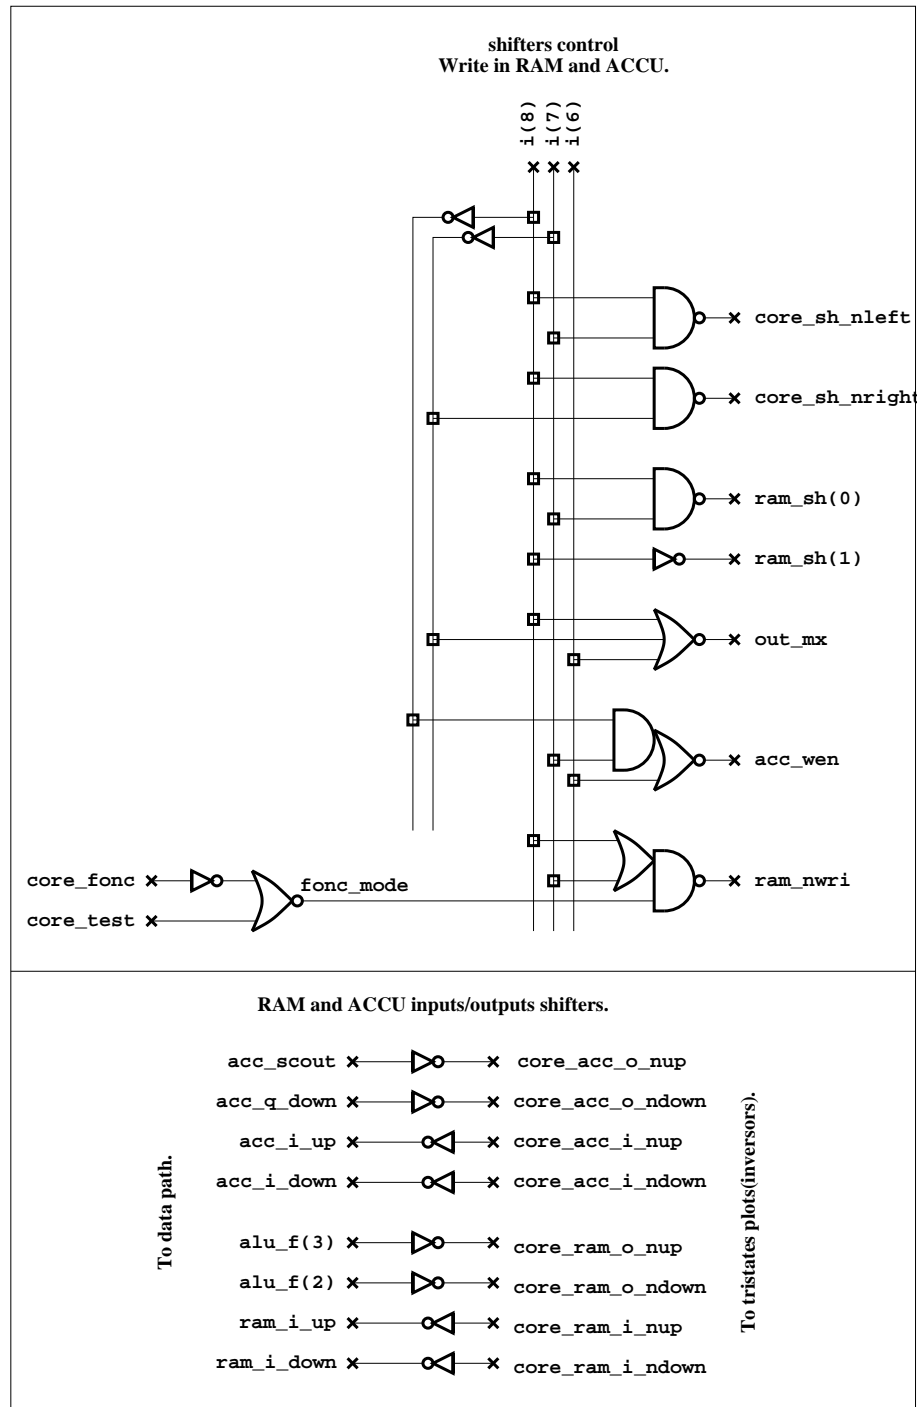 shifters control
Write in RAM and ACCU.
i(8)
i(7)
i(6)
core_sh_nleft
core_sh_nright
ram_sh(0)
ram_sh(1)
out_mx
acc_wen
core_fonc
fonc_mode
ram_nwri
core_test
RAM and ACCU inputs/outputs shifters.
acc_scout core_acc_o_nup
acc_q_down core_acc_o_ndown
acc_i_up core_acc_i_nup
acc_i_down core_acc_i_ndown
To data path.
To tristates plots(inversors).
alu_f(3) core_ram_o_nup
alu_f(2) core_ram_o_ndown
ram_i_up core_ram_i_nup
ram_i_down core_ram_i_ndown